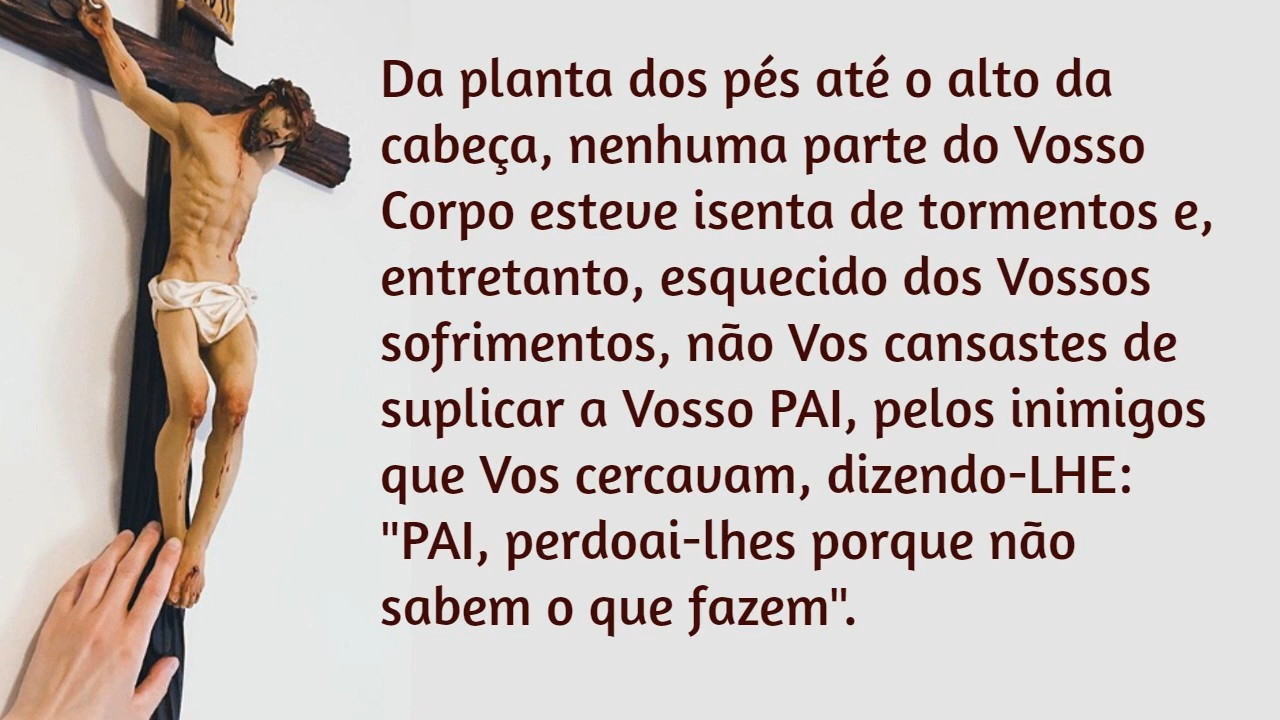 Da planta dos pés até o alto da
cabeça, nenhuma parte do Vosso
Corpo esteve isenta de tormentos e,
entretanto, esquecido dos Vossos
sofrimentos, não Vos cansastes de
suplicar a Vosso PAI, pelos inimigos
que Vos cercavam, dizendo-LHE:
"PAI, perdoai-lhes porque não
sabem o que fazem".